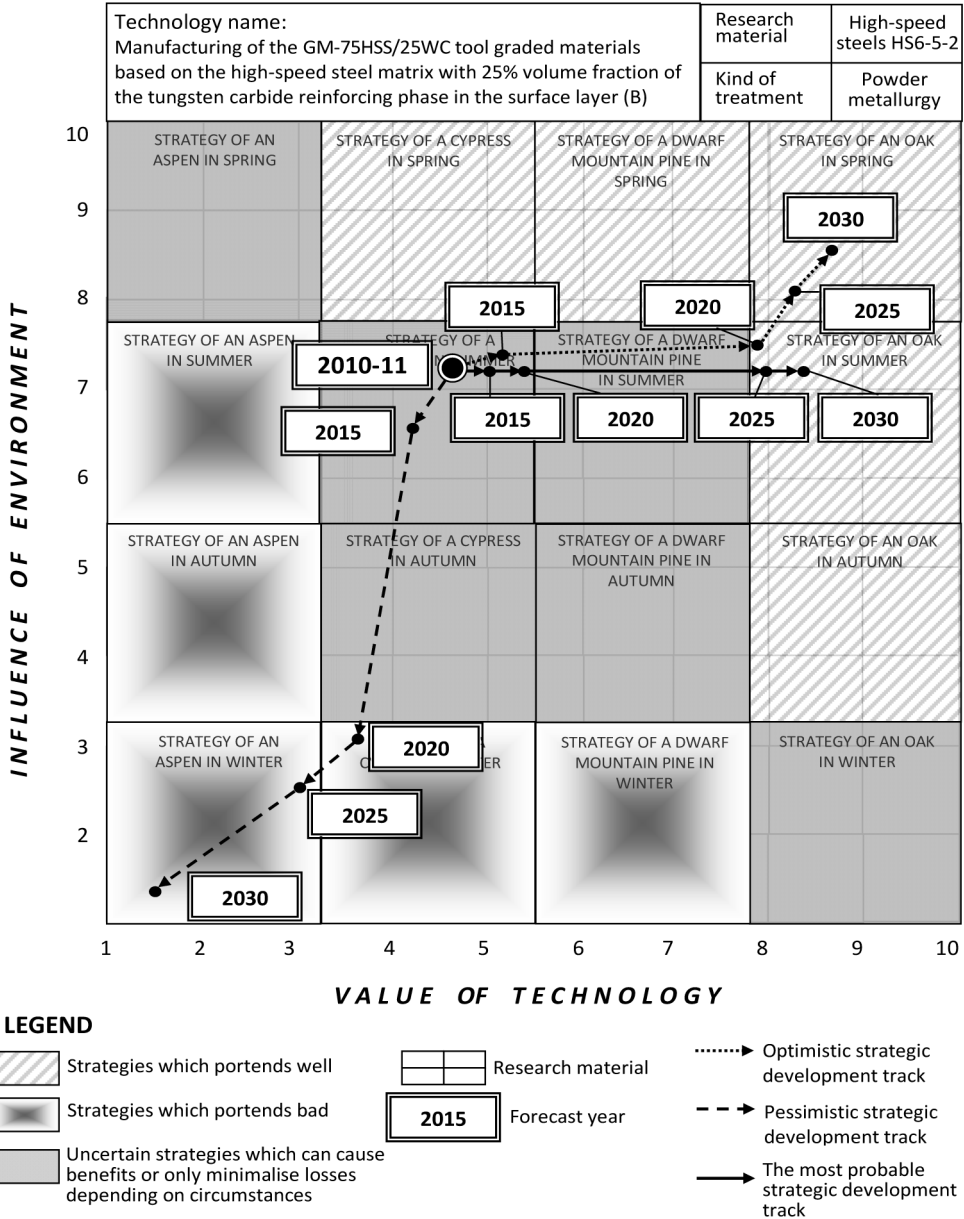 Technology name:
Manufacturing of the GM-75HSS/25WC tool graded materials
based on the high-speed steel matrix with 25% volume fraction of
the tungsten carbide reinforcing phase in the surface layer (B)
Research
material
High-speed
steels HS6-5-2
Kind of
treatment
Powder
metallurgy
10
STRATEGY OF AN
ASPEN IN SPRING
STRATEGY OF A CYPRESS
IN SPRING
STRATEGY OF A DWARF
MOUNTAIN PINE IN
SPRING
STRATEGY OF AN OAK
IN SPRING
9
2030
8
2015
2020
2025
STRATEGY OF AN ASPEN
IN SUMMER
STRATEGY OF A
STRATEGY OF A DWARF
MOUNTAIN PINE
IN SUMMER
STRATEGY OF AN OAK
IN SUMMER
2010-11
7
2015
2015
2020
2025
2030
6
STRATEGY OF AN ASPEN
IN AUTUMN
STRATEGY OF A CYPRESS
IN AUTUMN
STRATEGY OF A DWARF
MOUNTAIN PINE IN
AUTUMN
STRATEGY OF AN OAK
IN AUTUMN
5
4
3
STRATEGY OF AN
ASPEN IN WINTER
2020
STRATEGY OF A DWARF
MOUNTAIN PINE IN
WINTER
STRATEGY OF AN OAK
IN WINTER
2025
2
2030
INFLUENCE OF ENVIRONMENT
1 2 3 4 5 6 7 8 9 10
VALUE OF TECHNOLOGY
LEGEND
Strategies which portends well
Strategies which portends bad
Uncertain strategies which can cause
benefits or only minimalise losses
depending on circumstances
Research material
2015
Forecast year
Optimistic strategic
development track
Pessimistic strategic
development track
The most probable
strategic development
track